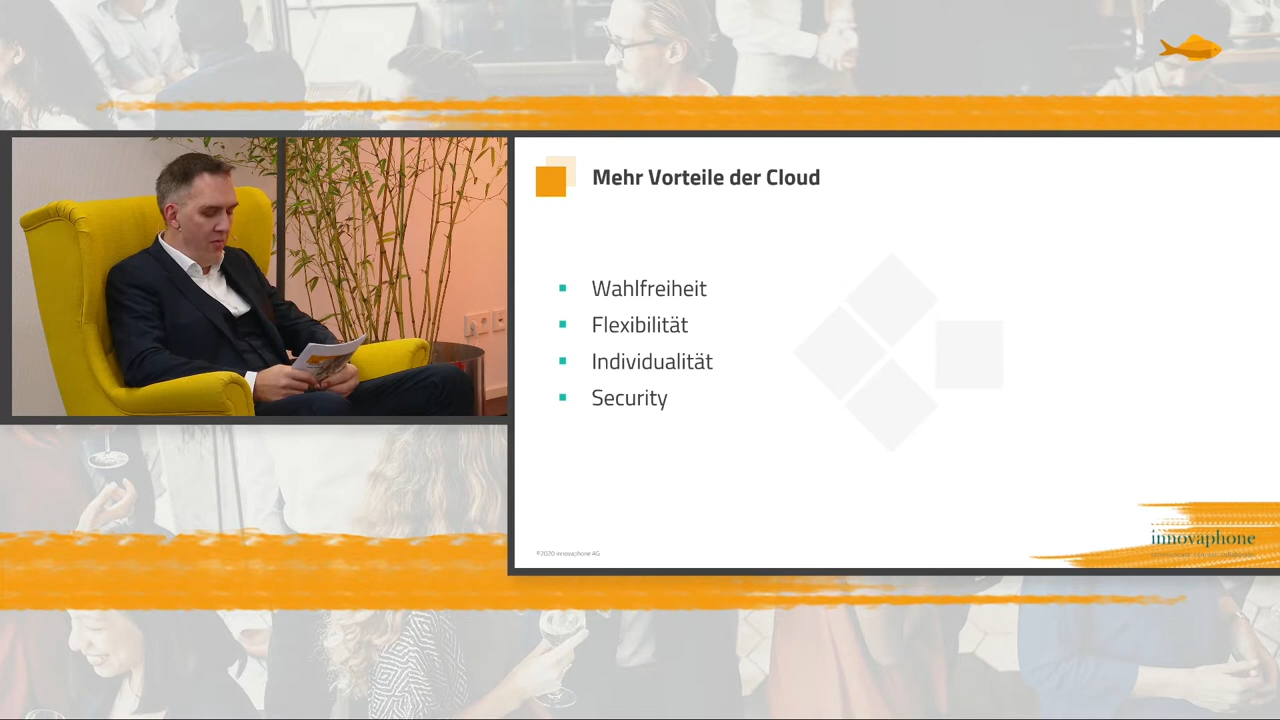 Mehr Vorteile der Cloud
Wahlfreiheit
Flexibilität
Individualität
Security
©2020 innovaphone AG
innovaphone